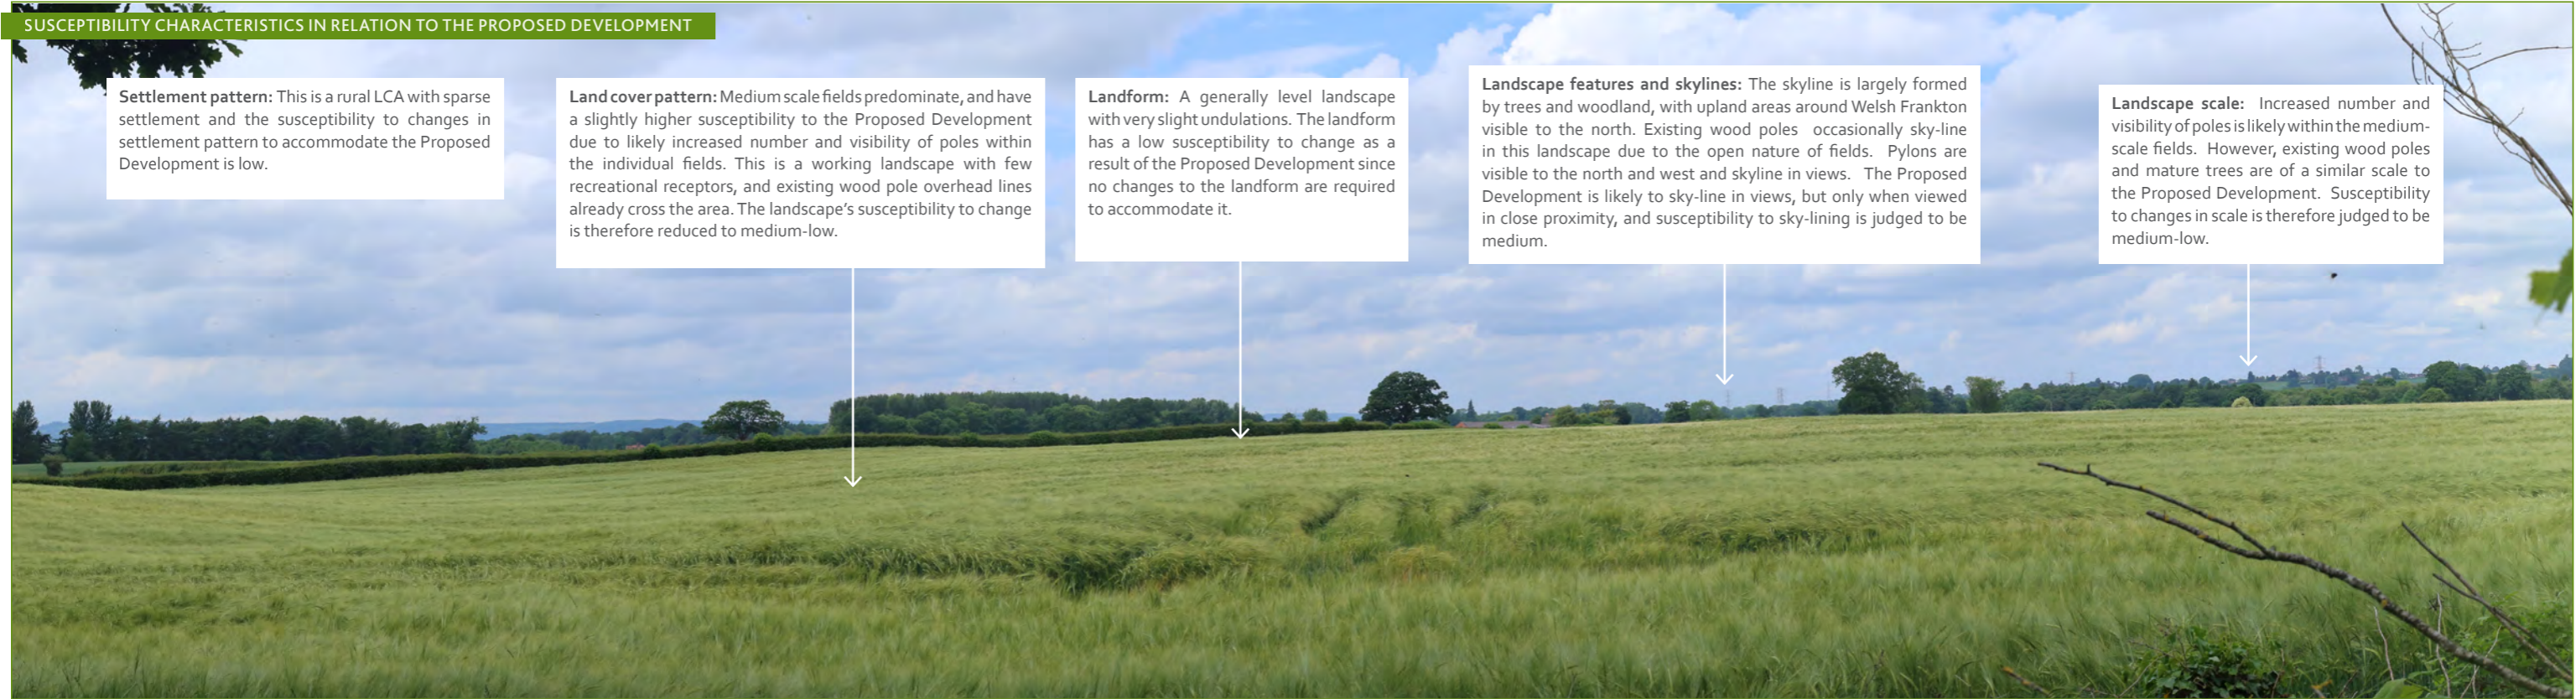 SUSCEPTIBILITY CHARACTERISTICS IN RELATION TO THE PROPOSED DEVELOPMENT
Settlement pattern: This is a rural LCA with sparse
settlement and the susceptibility to changes in
settlement pattern to accommodate the Proposed
Development is low.
Land cover pattern: Medium scale fields predominate, and have
a slightly higher susceptibility to the Proposed Development
due to likely increased number and visibility of poles within
the individual fields. This is a working landscape with few
recreational receptors, and existing wood pole overhead lines
already cross the area. The landscape's susceptibility to change
is therefore reduced to medium-low.
Landform: A generally level landscape
with very slight undulations. The landform
has a low susceptibility to change as a
result of the Proposed Development since
no changes to the landform are required
to accommodate it.
Landscape features and skylines: The skyline is largely formed
by trees and woodland, with upland areas around Welsh Frankton
visible to the north. Existing wood poles occasionally sky-line
in this landscape due to the open nature of fields. Pylons are
visible to the north and west and skyline in views. The Proposed
Development is likely to sky-line in views, but only when viewed
in close proximity, and susceptibility to sky-lining is judged to be
medium.
Landscape scale: Increased number and
visibility of poles is likely within the medium-
scale fields. However, existing wood poles
and mature trees are of a similar scale to
the Proposed Development. Susceptibility
to changes in scale is therefore judged to be
medium-low.